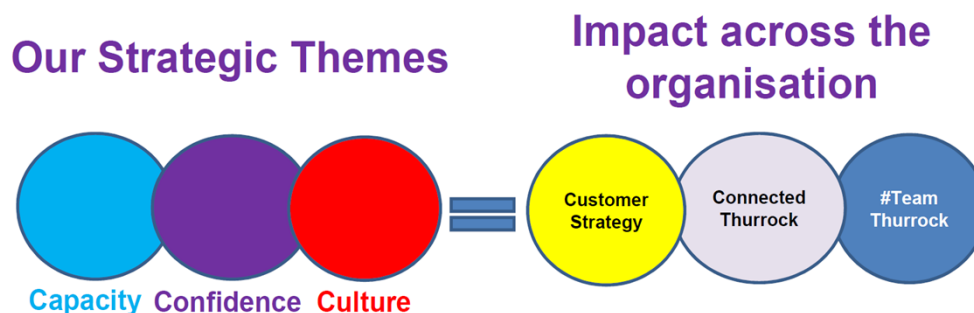 Our Strategic Themes
Impact across the
organisation
Customer
Strategy
Connected
Thurrock
#Team
Thurrock
Capacity Confidence Culture